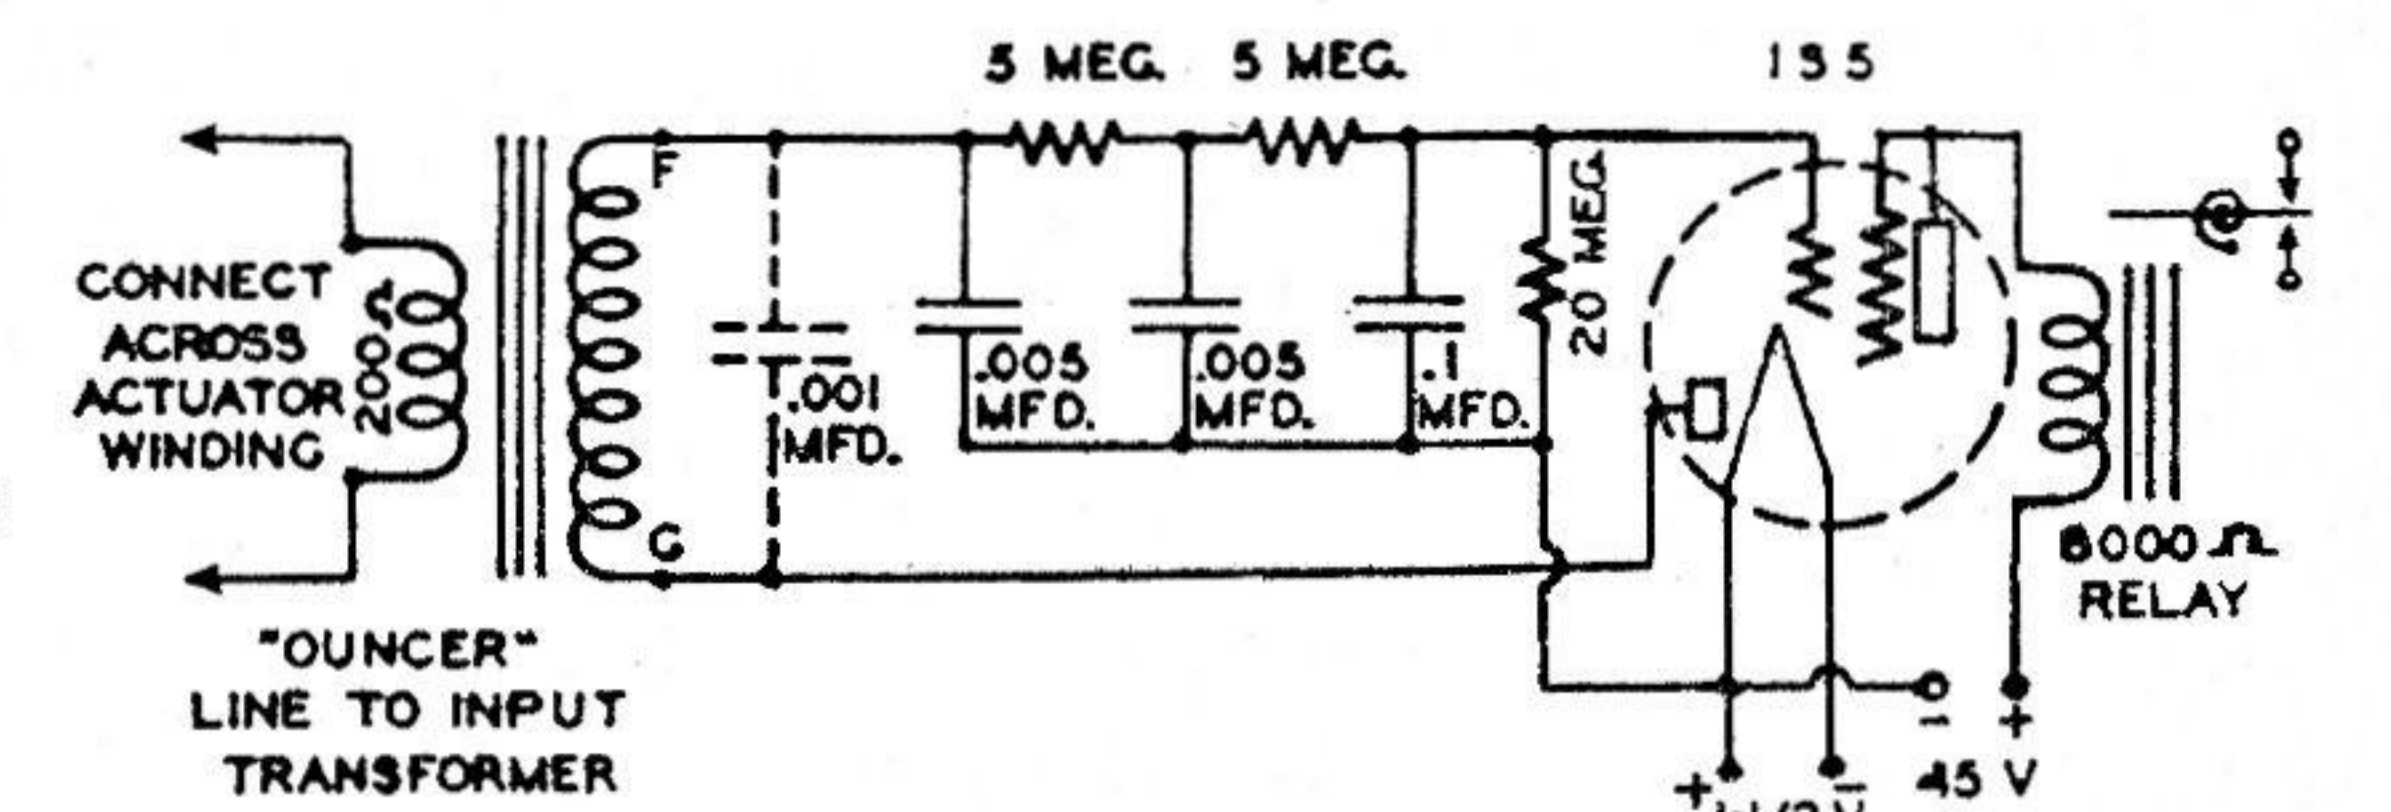 5 MEG. 5 MEG. 1S5
F
20 MEG.
CONNECT
ACROSS
ACTUATOR
WINDING
200Ω
.001
MFD.
.005
MFD.
.005
MFD.
.1
MFD.
G
8000 Ω
RELAY
"OUNCER"
LINE TO INPUT
TRANSFORMER
- +
45 V
+ -